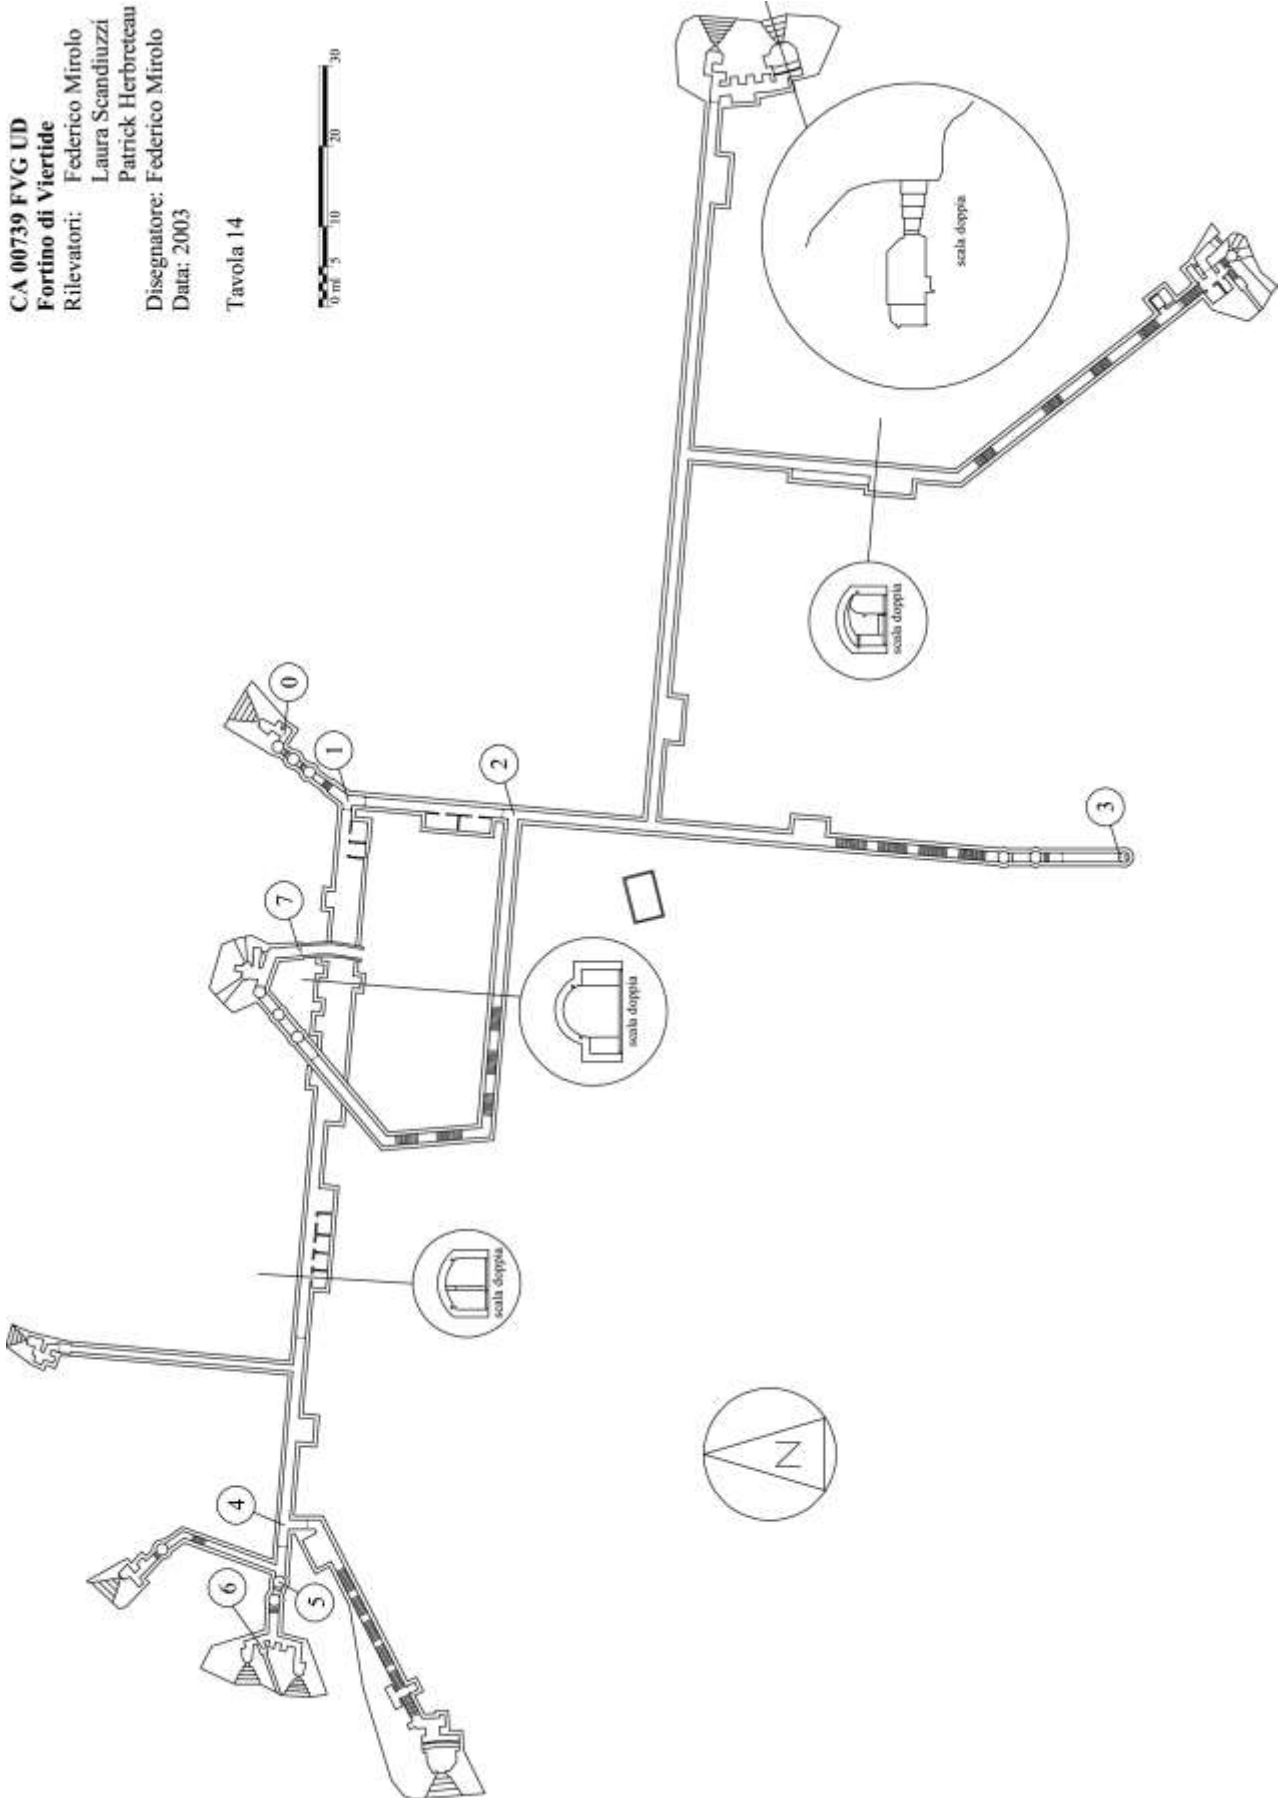 CA 00739 FVG UD
Fortino di Viertide
Rilevatori: Federico Mirolo
Laura Scandiuzzi
Patrick Herbreteau
Disegnatore: Federico Mirolo
Data: 2003
Tavola 14
0 ml 5 10 20 30
scala doppia
scala doppia
0
1
2
3
7
scala doppia
scala doppia
4
5
6
N